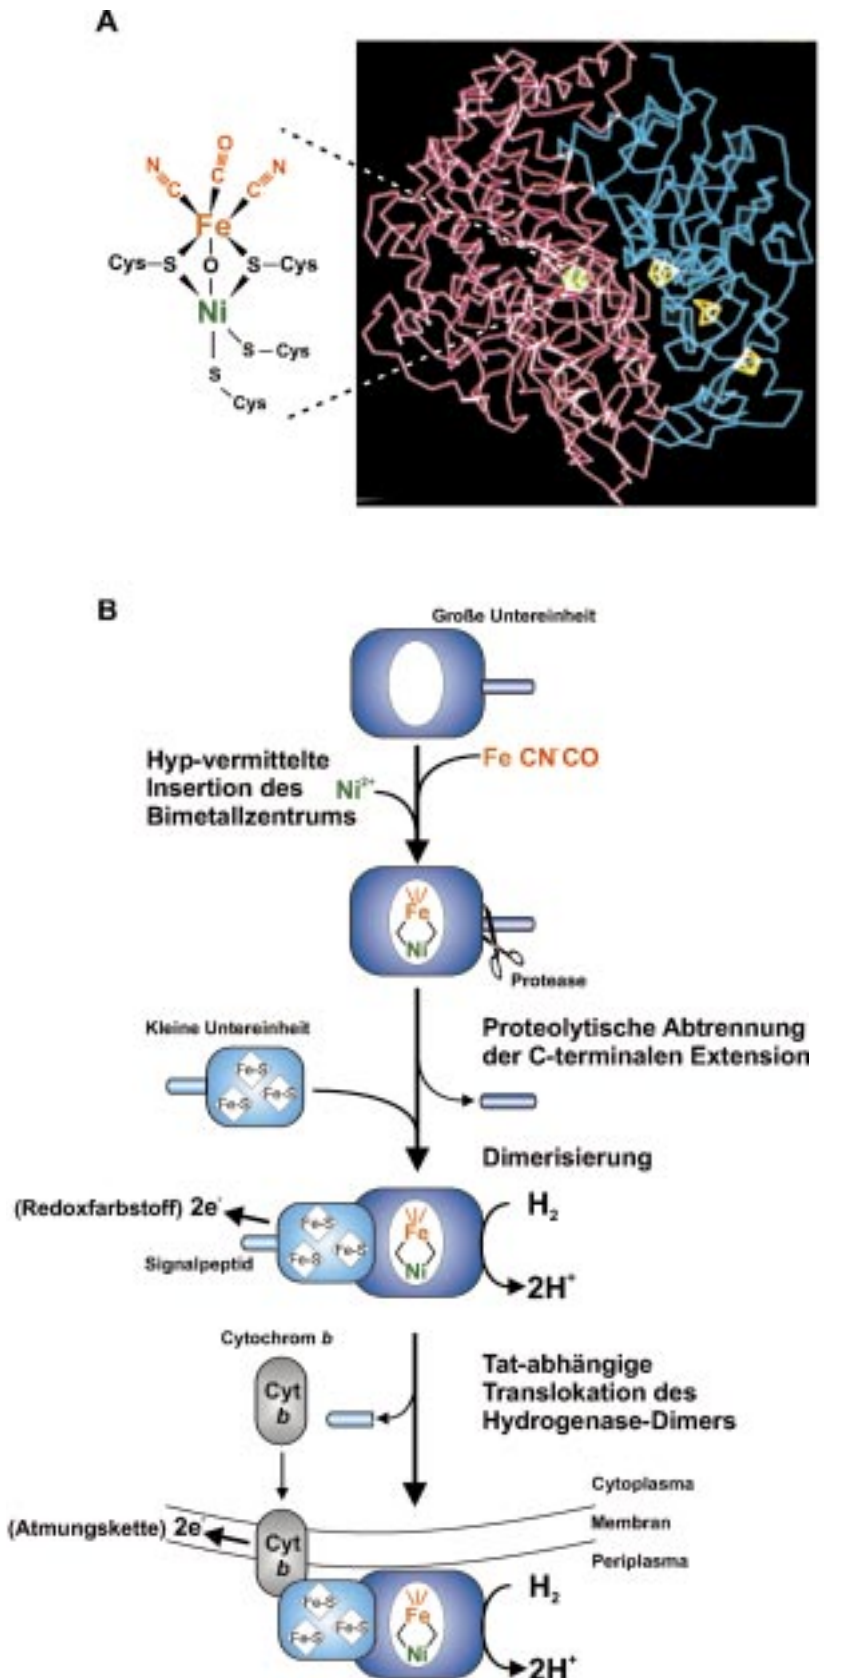 A
N
O
N
C
C
C
Fe
Cys–S
O
S–Cys
Ni
S–Cys
S
Cys
B
Große Untereinheit
Hyp-vermittelte
Insertion des
Bimetallzentrums
Ni²⁺
Fe CN⁻CO
Fe
Ni
Protease
Kleine Untereinheit
Fe-S
Fe-S
Fe-S
Proteolytische Abtrennung
der C-terminalen Extension
Dimerisierung
(Redoxfarbstoff) 2e⁻
Signalpeptid
Fe-S
Fe-S
Fe-S
Fe
Ni
H₂
2H⁺
Cytochrom b
Cyt
b
Tat-abhängige
Translokation des
Hydrogenase-Dimers
Cytoplasma
Membran
Periplasma
(Atmungskette) 2e⁻
Cyt
b
Fe-S
Fe-S
Fe-S
Fe
Ni
H₂
2H⁺